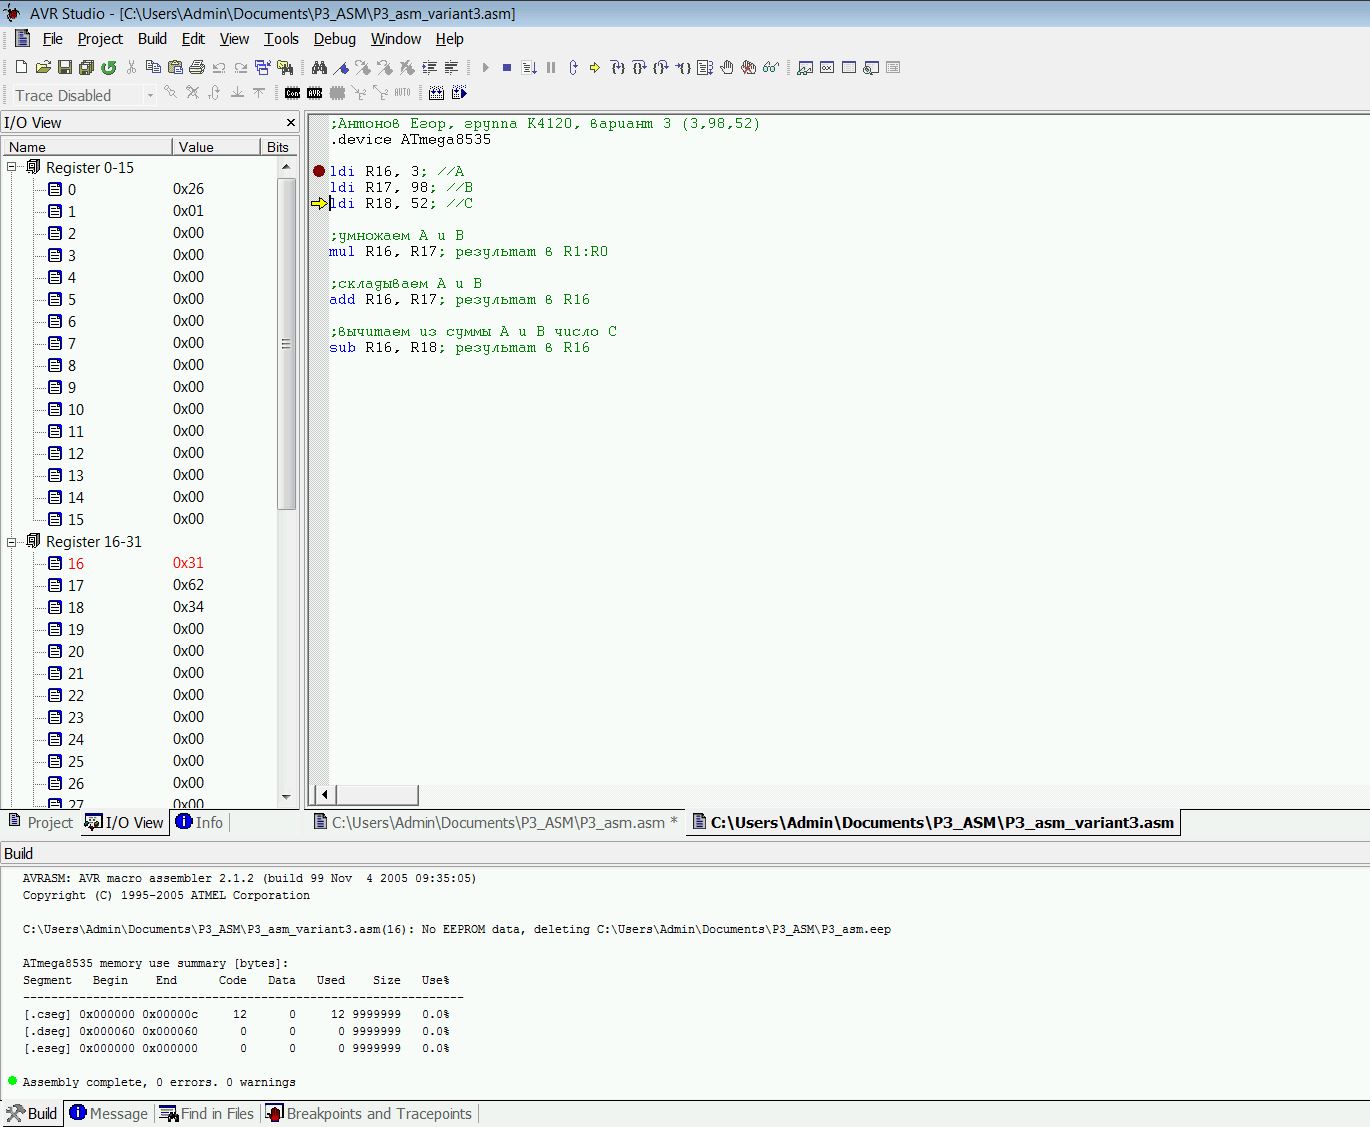 AVR Studio - [C:\Users\Admin\Documents\P3_ASM\P3_asm_variant3.asm]
File Project Build Edit View Tools Debug Window Help
Trace Disabled
Con AVR AUTO
I/O View
Name Value Bits
Register 0-15
0 0x26
1 0x01
2 0x00
3 0x00
4 0x00
5 0x00
6 0x00
7 0x00
8 0x00
9 0x00
10 0x00
11 0x00
12 0x00
13 0x00
14 0x00
15 0x00
Register 16-31
16 0x31
17 0x62
18 0x34
19 0x00
20 0x00
21 0x00
22 0x00
23 0x00
24 0x00
25 0x00
26 0x00
27 0x00
Project I/O View Info
;Антонов Егор, группа K4120, вариант 3 (3,98,52)
.device ATmega8535
ldi R16, 3; //A
ldi R17, 98; //B
ldi R18, 52; //C
;умножаем A и B
mul R16, R17; результат в R1:R0
;складываем A и B
add R16, R17; результат в R16
;вычитаем из суммы A и B число C
sub R16, R18; результат в R16
C:\Users\Admin\Documents\P3_ASM\P3_asm.asm *
C:\Users\Admin\Documents\P3_ASM\P3_asm_variant3.asm
Build
AVRASM: AVR macro assembler 2.1.2 (build 99 Nov  4 2005 09:35:05)
Copyright (C) 1995-2005 ATMEL Corporation
C:\Users\Admin\Documents\P3_ASM\P3_asm_variant3.asm(16): No EEPROM data, deleting C:\Users\Admin\Documents\P3_ASM\P3_asm.eep
ATmega8535 memory use summary [bytes]:
Segment   Begin    End      Code   Data   Used    Size   Use%
---------------------------------------------------------------
[.cseg] 0x000000 0x00000c     12      0     12 9999999   0.0%
[.dseg] 0x000060 0x000060      0      0      0 9999999   0.0%
[.eseg] 0x000000 0x000000      0      0      0 9999999   0.0%
Assembly complete, 0 errors. 0 warnings
Build Message Find in Files Breakpoints and Tracepoints